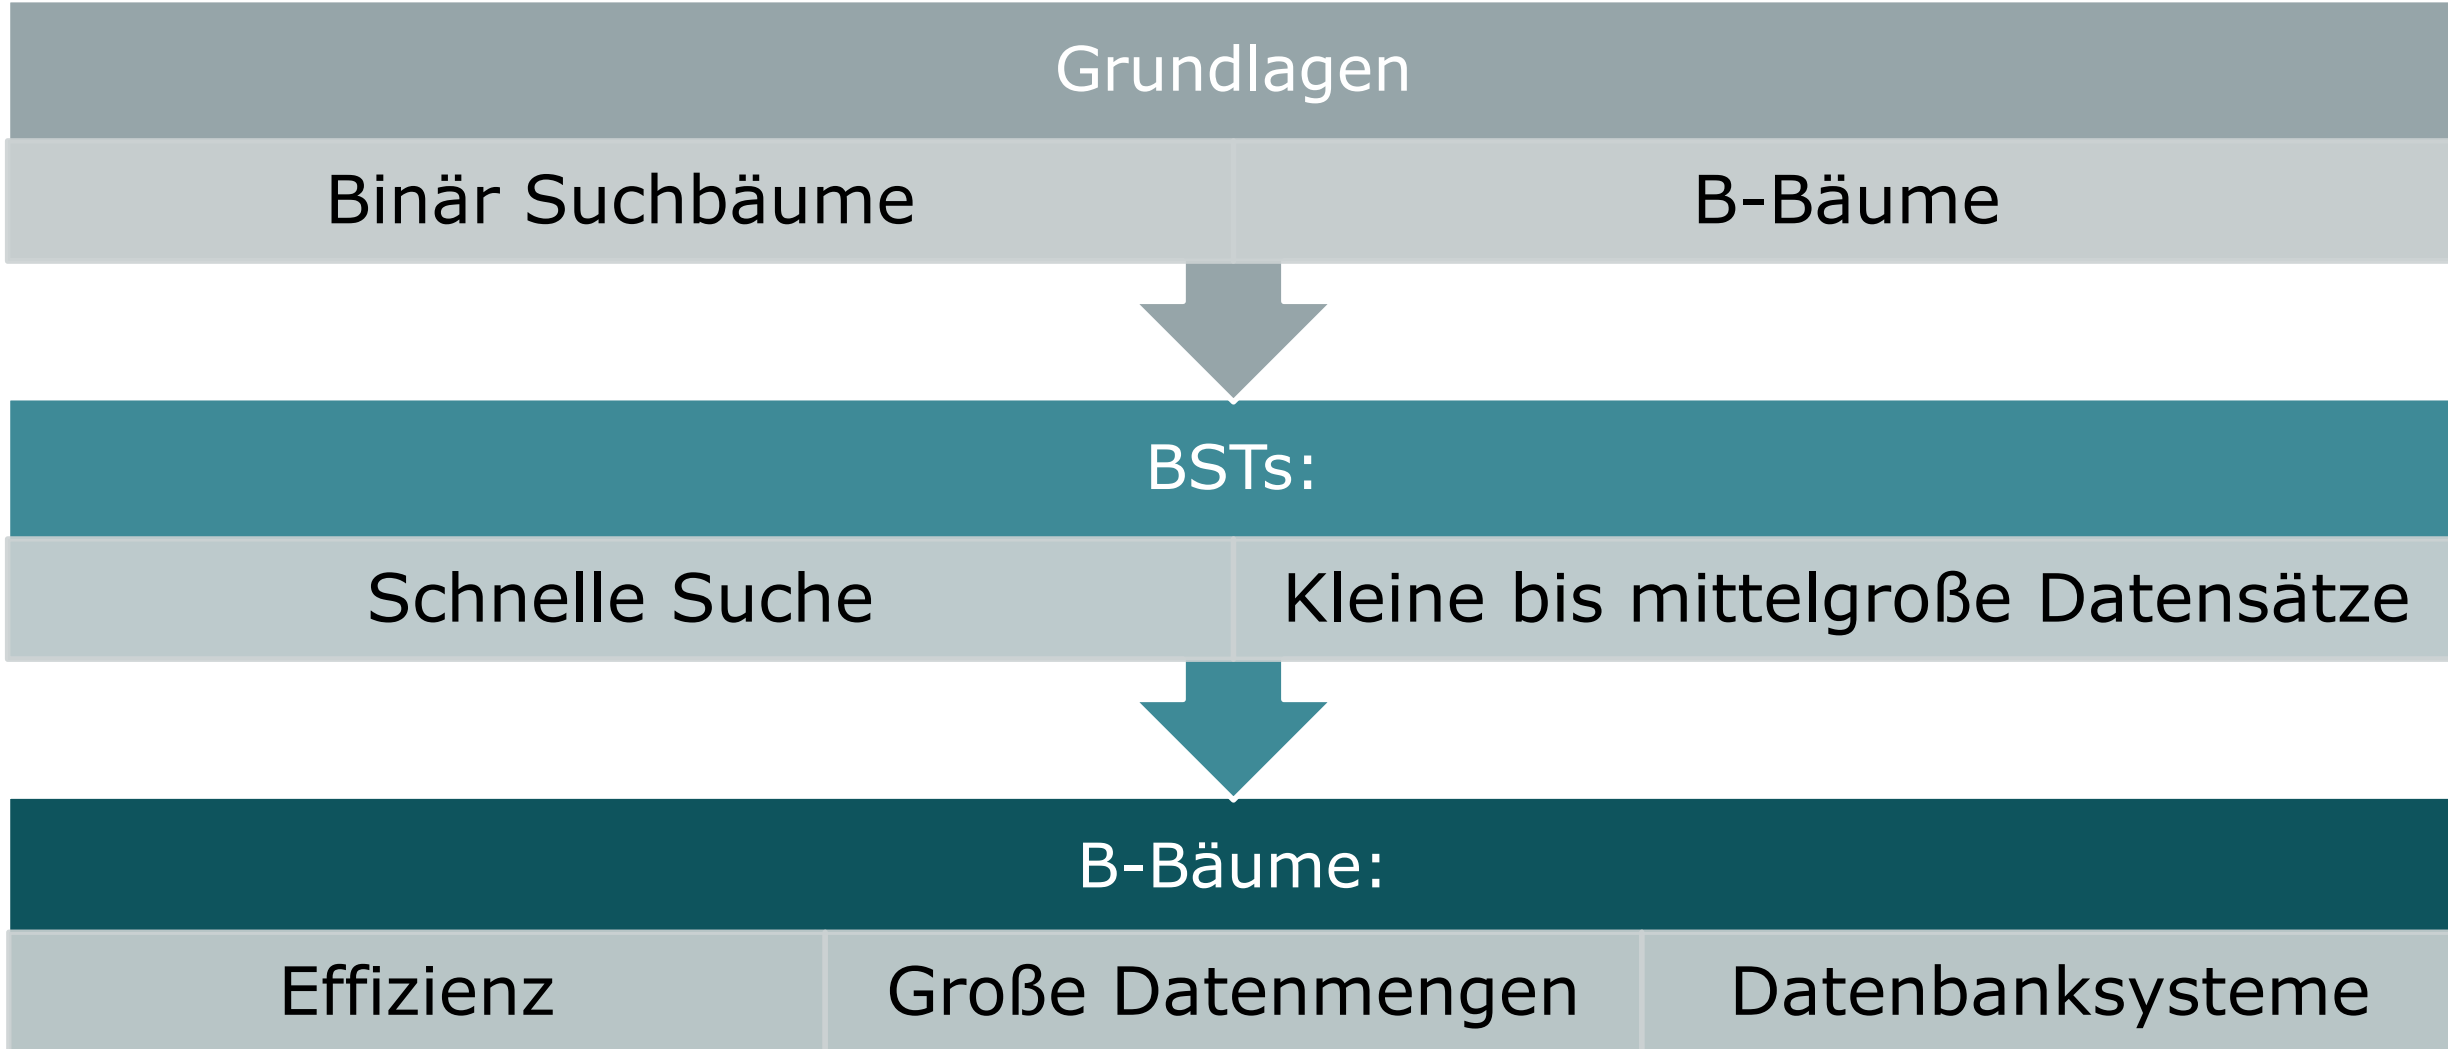 Grundlagen
Binär Suchbäume
B-Bäume
BSTs:
Schnelle Suche
Kleine bis mittelgroße Datensätze
B-Bäume:
Effizienz
Große Datenmengen
Datenbanksysteme